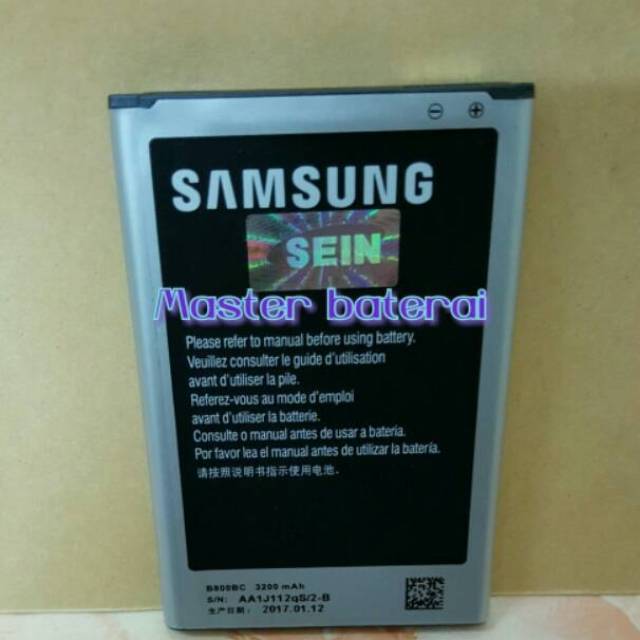 SAMSUNG
SEIN
Master baterai
Please refer to manual before using battery.
Veuillez consulter le guide d'utilisation
avant d'utiliser la pile.
Referez-vous au mode d'emploi
avant d'utiliser la batterie.
Consulte o manual antes de usar a bateria.
Por favor lea el manual antes de utilizar la batería.
请按照说明书指示使用电池。
B800BC 3200 mAh
S/N: AA1J112qS/2-B
生产日期: 2017.01.12